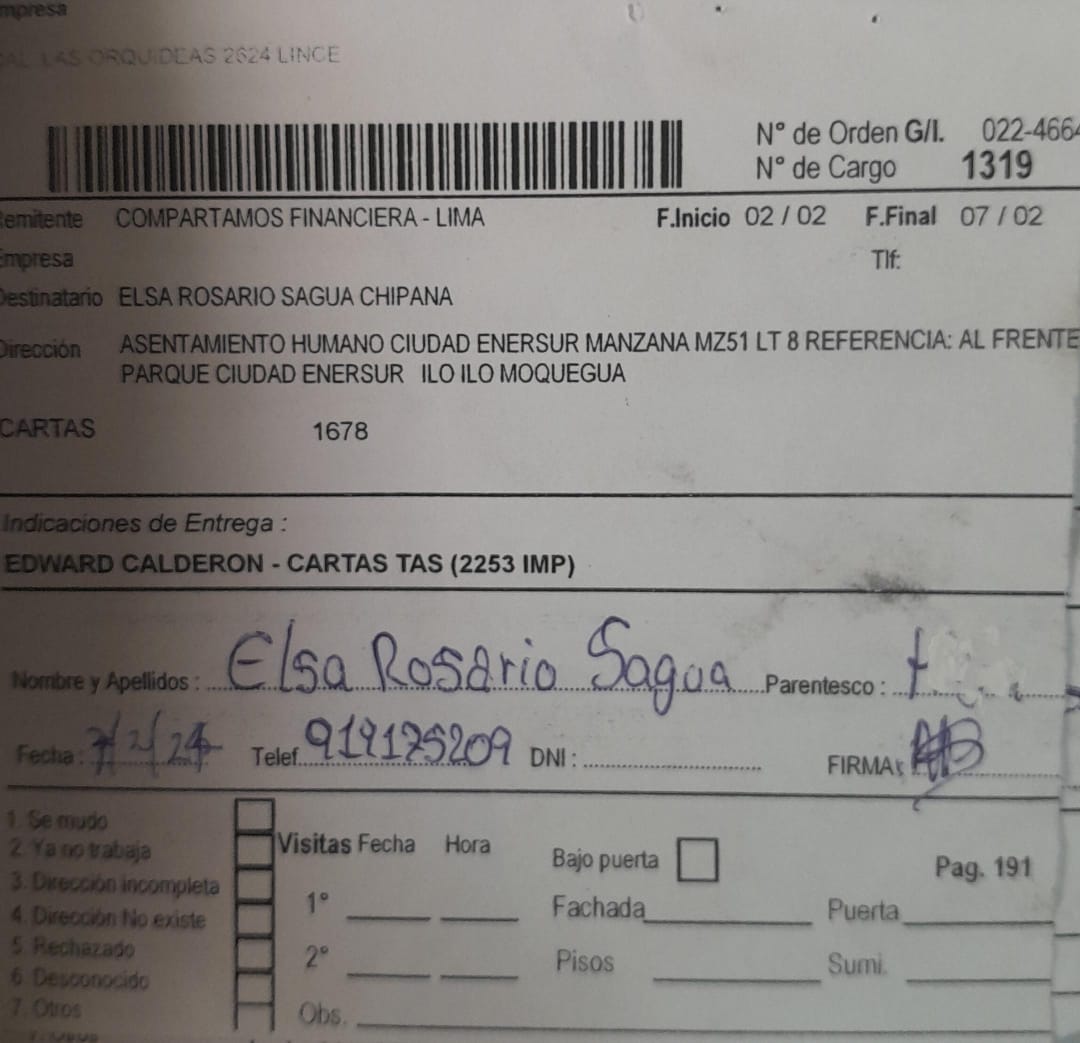 mpresa
CAL LAS ORQUIDEAS 2624 LINCE
N° de Orden G/I. 022-4664
N° de Cargo 1319
emitente COMPARTAMOS FINANCIERA - LIMA F.Inicio 02 / 02 F.Final 07 / 02
Empresa Tlf:
Destinatario ELSA ROSARIO SAGUA CHIPANA
Dirección ASENTAMIENTO HUMANO CIUDAD ENERSUR MANZANA MZ51 LT 8 REFERENCIA: AL FRENTE
PARQUE CIUDAD ENERSUR ILO ILO MOQUEGUA
CARTAS 1678
Indicaciones de Entrega :
EDWARD CALDERON - CARTAS TAS (2253 IMP)
Nombre y Apellidos : Elsa Rosario Sagua Parentesco :
Fecha : 7/2/24 Telef. 919175209 DNI : FIRMA:
1. Se mudo
2. Ya no trabaja
3. Dirección incompleta
4. Dirección No existe
5. Rechazado
6. Desconocido
7. Otros
Visitas Fecha Hora
1°
2°
Obs.
Bajo puerta
Fachada
Pisos
Pag. 191
Puerta
Sumi.